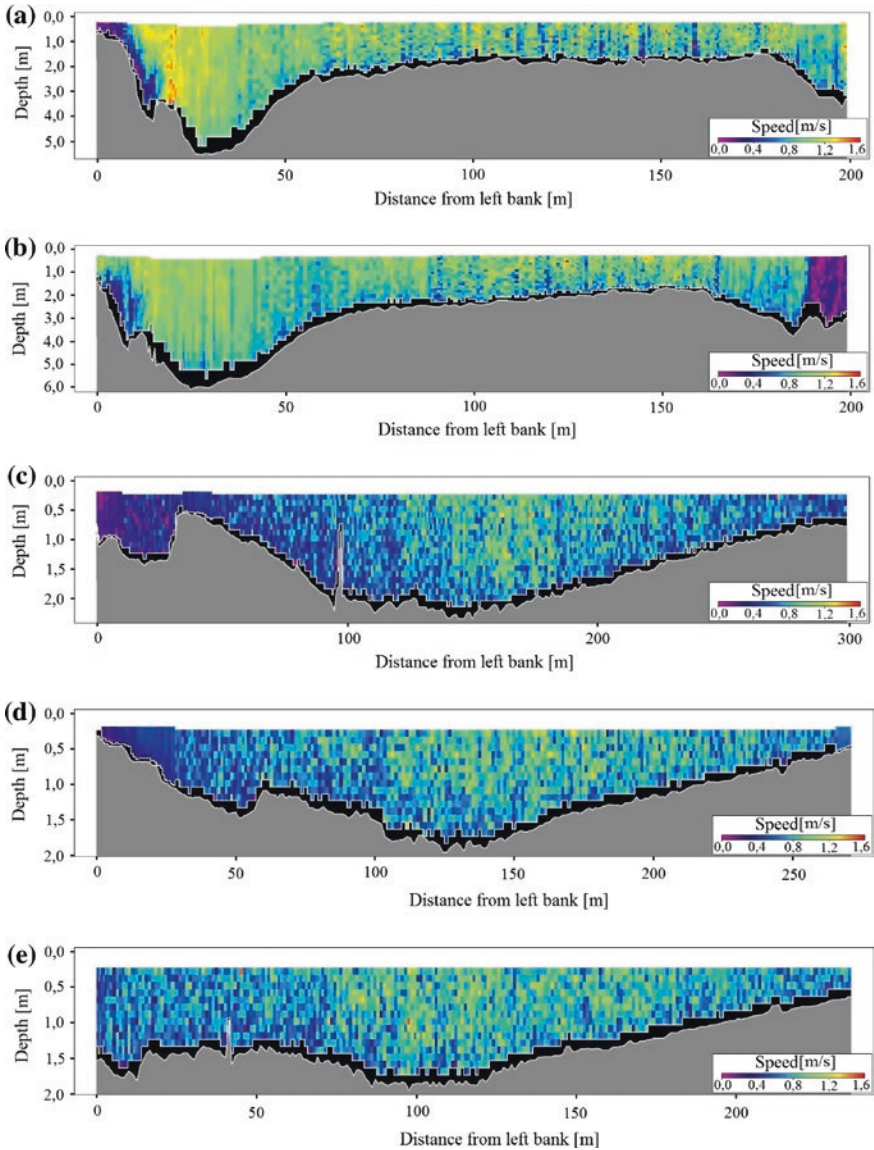 (a)
Depth [m]
0,0
1,0
2,0
3,0
4,0
5,0
Speed[m/s]
0,0 0,4 0,8 1,2 1,6
0 50 100 150 200
Distance from left bank [m]
(b)
Depth [m]
0,0
1,0
2,0
3,0
4,0
5,0
6,0
Speed[m/s]
0,0 0,4 0,8 1,2 1,6
0 50 100 150 200
Distance from left bank [m]
(c)
Depth [m]
0,0
0,5
1,0
1,5
2,0
Speed[m/s]
0,0 0,4 0,8 1,2 1,6
0 100 200 300
Distance from left bank [m]
(d)
Depth [m]
0,0
0,5
1,0
1,5
2,0
Speed[m/s]
0,0 0,4 0,8 1,2 1,6
0 50 100 150 200 250
Distance from left bank [m]
(e)
Depth [m]
0,0
0,5
1,0
1,5
2,0
Speed[m/s]
0,0 0,4 0,8 1,2 1,6
0 50 100 150 200
Distance from left bank [m]